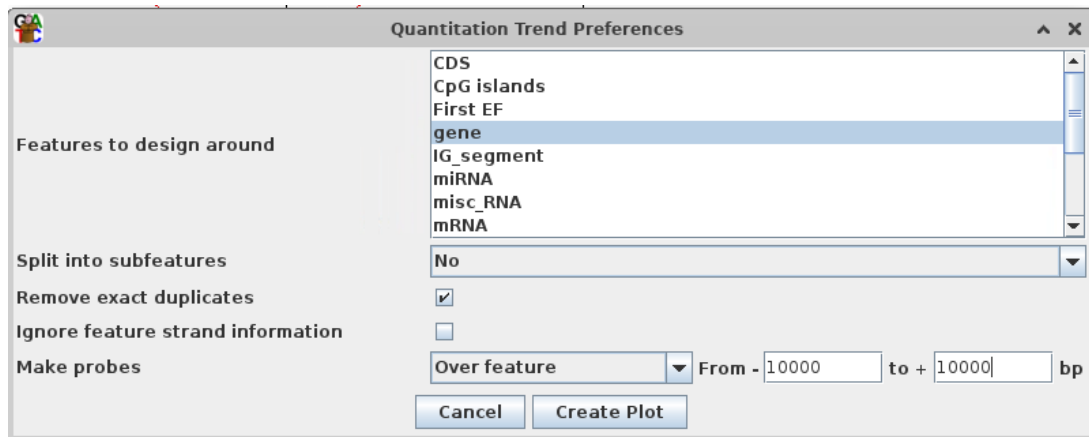 Quantitation Trend Preferences
CDS
CpG islands
First EF
Features to design around
gene
IG_segment
miRNA
misc_RNA
mRNA
Split into subfeatures No
Remove exact duplicates
Ignore feature strand information
Make probes Over feature From - 10000 to + 10000 bp
Cancel Create Plot